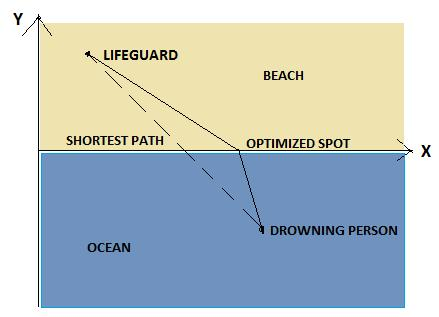 Y
LIFEGUARD
BEACH
SHORTEST PATH
OPTIMIZED SPOT
X
DROWNING PERSON
OCEAN